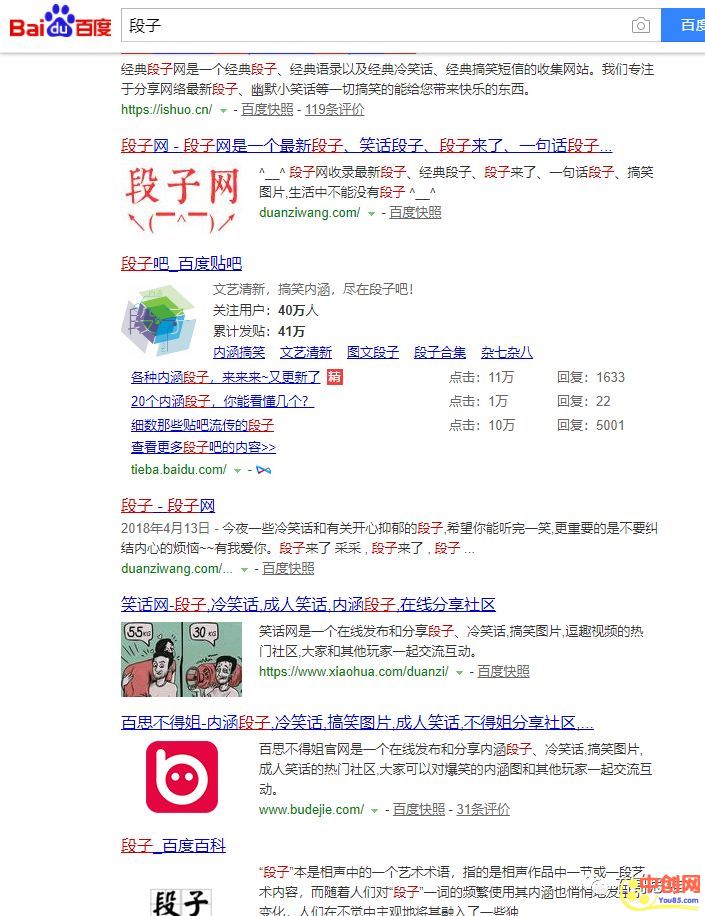 Bai du 百度
段子
百度
经典段子网是一个经典段子、经典语录以及经典冷笑话、经典搞笑短信的收集网站。我们专注
于分享网络最新段子、幽默小笑话等一切搞笑的能给您带来快乐的东西。
https://ishuo.cn/ - 百度快照 - 119条评价
段子网 - 段子网是一个最新段子、笑话段子、段子来了、一句话段子...
段子网
^__^ 段子网收录最新段子、经典段子、段子来了、一句话段子、搞笑
图片,生活中不能没有段子 ^__^
duanziwang.com/ - 百度快照
段子吧_百度贴吧
段子
文艺清新，搞笑内涵，尽在段子吧！
关注用户：40万人
累计发贴：41万
内涵搞笑 文艺清新 图文段子 段子合集 杂七杂八
各种内涵段子，来来来~又更新了 精 点击：11万 回复：1633
20个内涵段子，你能看懂几个？ 点击：1万 回复：22
细数那些贴吧流传的段子 点击：10万 回复：5001
查看更多段子吧的内容>>
tieba.baidu.com/ -
段子 - 段子网
2018年4月13日 - 今夜一些冷笑话和有关开心抑郁的段子,希望你能听完一笑,更重要的是不要纠
结内心的烦恼~~有我爱你。段子来了 采采 , 段子来了 , 段子 ...
duanziwang.com/... - 百度快照
笑话网-段子,冷笑话,成人笑话,内涵段子,在线分享社区
55KG 30KG
笑话网是一个在线发布和分享段子、冷笑话,搞笑图片,逗趣视频的热
门社区,大家和其他玩家一起交流互动。
https://www.xiaohua.com/duanzi/ - 百度快照
百思不得姐-内涵段子,冷笑话,搞笑图片,成人笑话,不得姐分享社区,...
百思不得姐官网是一个在线发布和分享内涵段子、冷笑话,搞笑图片,
成人笑话的热门社区,大家可以对爆笑的内涵图和其他玩家一起交流互
动。
www.budejie.com/ - 百度快照 - 31条评价
段子_百度百科
段子
“段子”本是相声中的一个艺术术语，指的是相声作品中一节或一段艺
术内容，而随着人们对“段子”一词的频繁使用其内涵也悄悄地发
变化，人们在不觉中主观地将其融入了一些独
中创网
You85.com